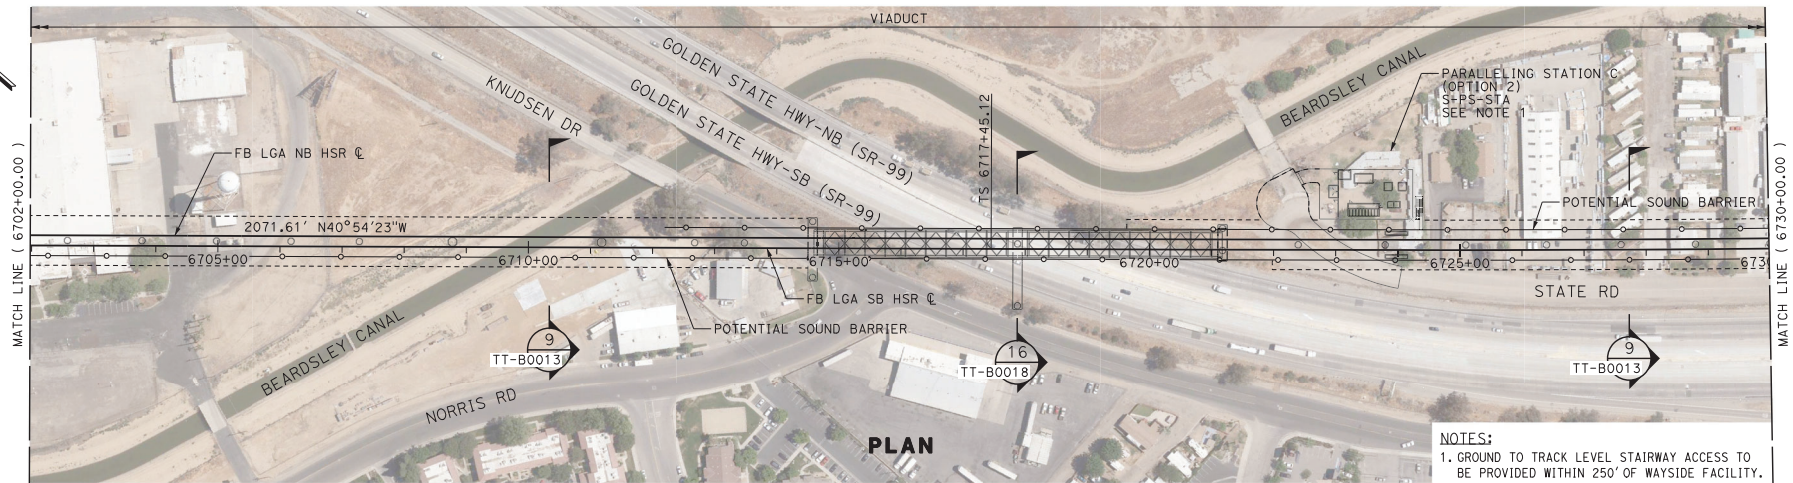 VIADUCT
GOLDEN STATE HWY-NB (SR-99)
GOLDEN STATE HWY-SB (SR-99)
KNUDSEN DR
BEARDSLEY CANAL
PARALLELING STATION C
(OPTION 2)
S-PS-STA
SEE NOTE 1
TS 6717+45.12
MATCH LINE ( 6702+00.00 )
FB LGA NB HSR ℄
2071.61' N40°54'23"W
POTENTIAL SOUND BARRIER
MATCH LINE ( 6730+00.00 )
6705+00
6710+00
6715+00
6720+00
6725+00
673
FB LGA SB HSR ℄
STATE RD
POTENTIAL SOUND BARRIER
BEARDSLEY CANAL
9
TT-B0013
16
TT-B0018
9
TT-B0013
NORRIS RD
PLAN
NOTES:
1. GROUND TO TRACK LEVEL STAIRWAY ACCESS TO
BE PROVIDED WITHIN 250' OF WAYSIDE FACILITY.